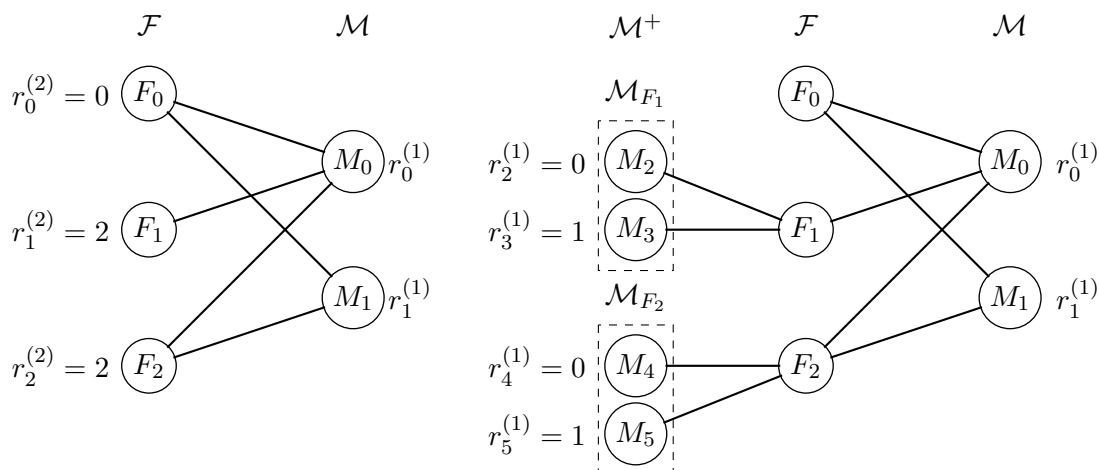 𝓕 𝓜 𝓜⁺ 𝓕 𝓜
r₀⁽²⁾ = 0 F₀ 𝓜_{F₁} F₀
M₀ r₀⁽¹⁾ r₂⁽¹⁾ = 0 M₂ M₀ r₀⁽¹⁾
r₁⁽²⁾ = 2 F₁ r₃⁽¹⁾ = 1 M₃ F₁
M₁ r₁⁽¹⁾ 𝓜_{F₂} M₁ r₁⁽¹⁾
r₂⁽²⁾ = 2 F₂ r₄⁽¹⁾ = 0 M₄ F₂
r₅⁽¹⁾ = 1 M₅